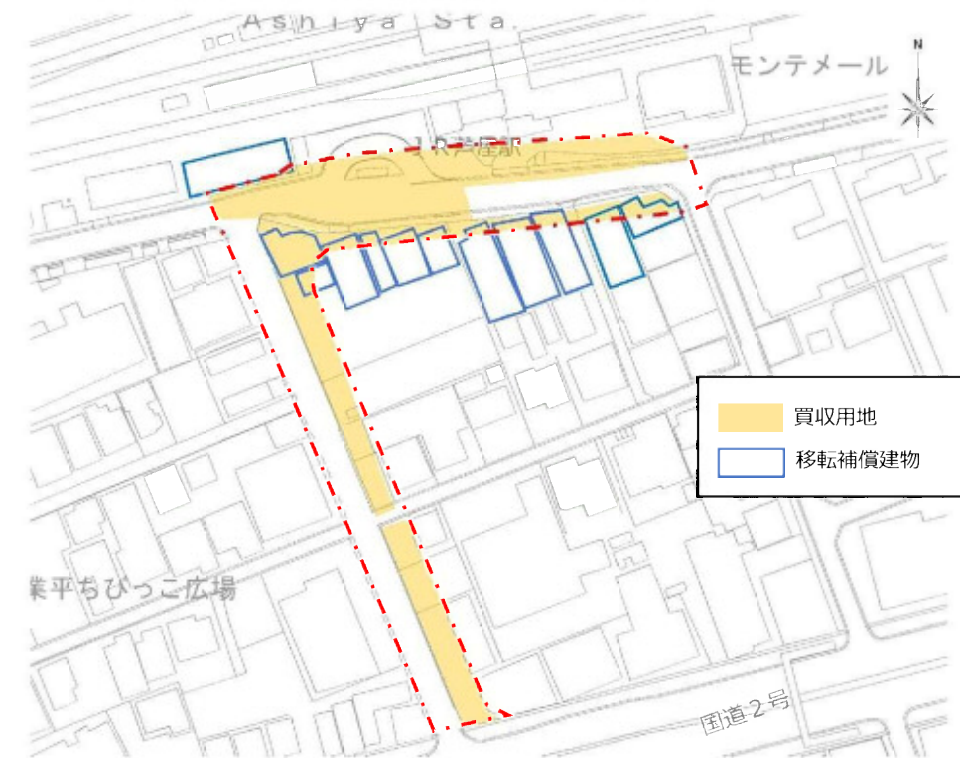 Ashiya Sta.
モンテメール
N
JR芦屋駅
買収用地
移転補償建物
業平ちびっこ広場
国道2号